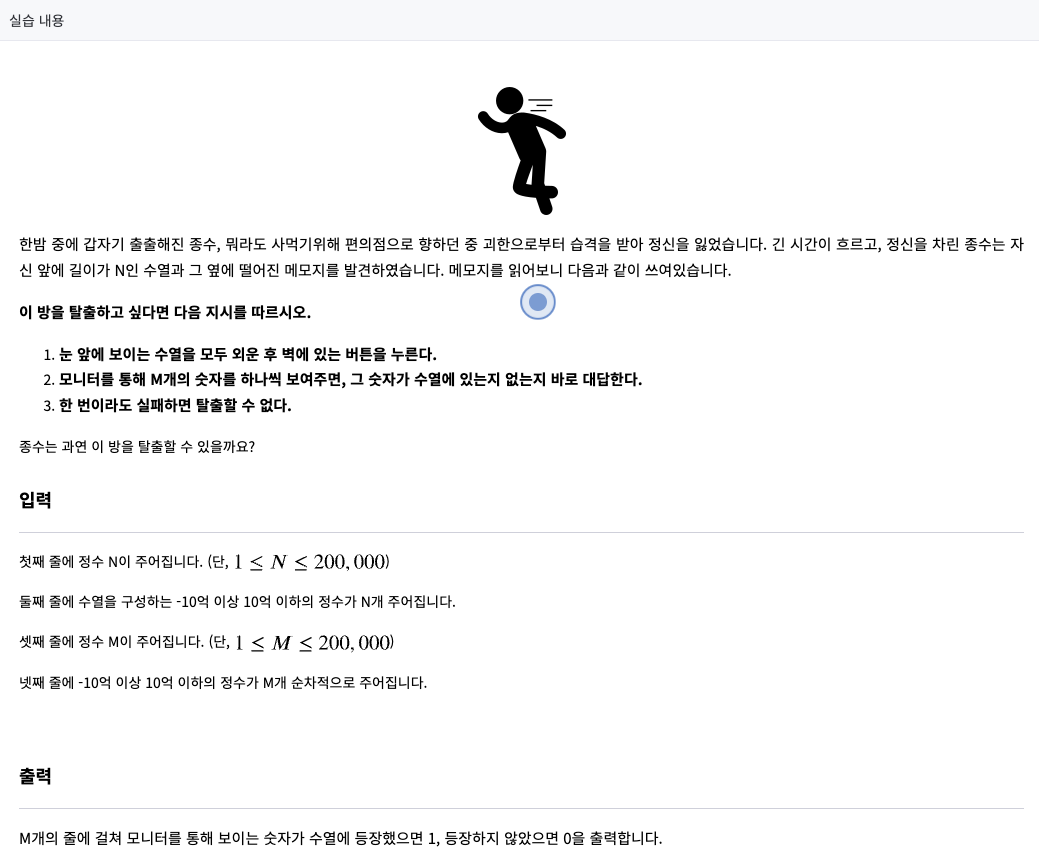 실습 내용
한밤 중에 갑자기 출출해진 종수, 뭐라도 사먹기위해 편의점으로 향하던 중 괴한으로부터 습격을 받아 정신을 잃었습니다. 긴 시간이 흐르고, 정신을 차린 종수는 자
신 앞에 길이가 N인 수열과 그 옆에 떨어진 메모지를 발견하였습니다. 메모지를 읽어보니 다음과 같이 쓰여있습니다.
이 방을 탈출하고 싶다면 다음 지시를 따르시오.
1. 눈 앞에 보이는 수열을 모두 외운 후 벽에 있는 버튼을 누른다.
2. 모니터를 통해 M개의 숫자를 하나씩 보여주면, 그 숫자가 수열에 있는지 없는지 바로 대답한다.
3. 한 번이라도 실패하면 탈출할 수 없다.
종수는 과연 이 방을 탈출할 수 있을까요?
입력
첫째 줄에 정수 N이 주어집니다. (단, 1 ≤ N ≤ 200,000)
둘째 줄에 수열을 구성하는 -10억 이상 10억 이하의 정수가 N개 주어집니다.
셋째 줄에 정수 M이 주어집니다. (단, 1 ≤ M ≤ 200,000)
넷째 줄에 -10억 이상 10억 이하의 정수가 M개 순차적으로 주어집니다.
출력
M개의 줄에 걸쳐 모니터를 통해 보이는 숫자가 수열에 등장했으면 1, 등장하지 않았으면 0을 출력합니다.